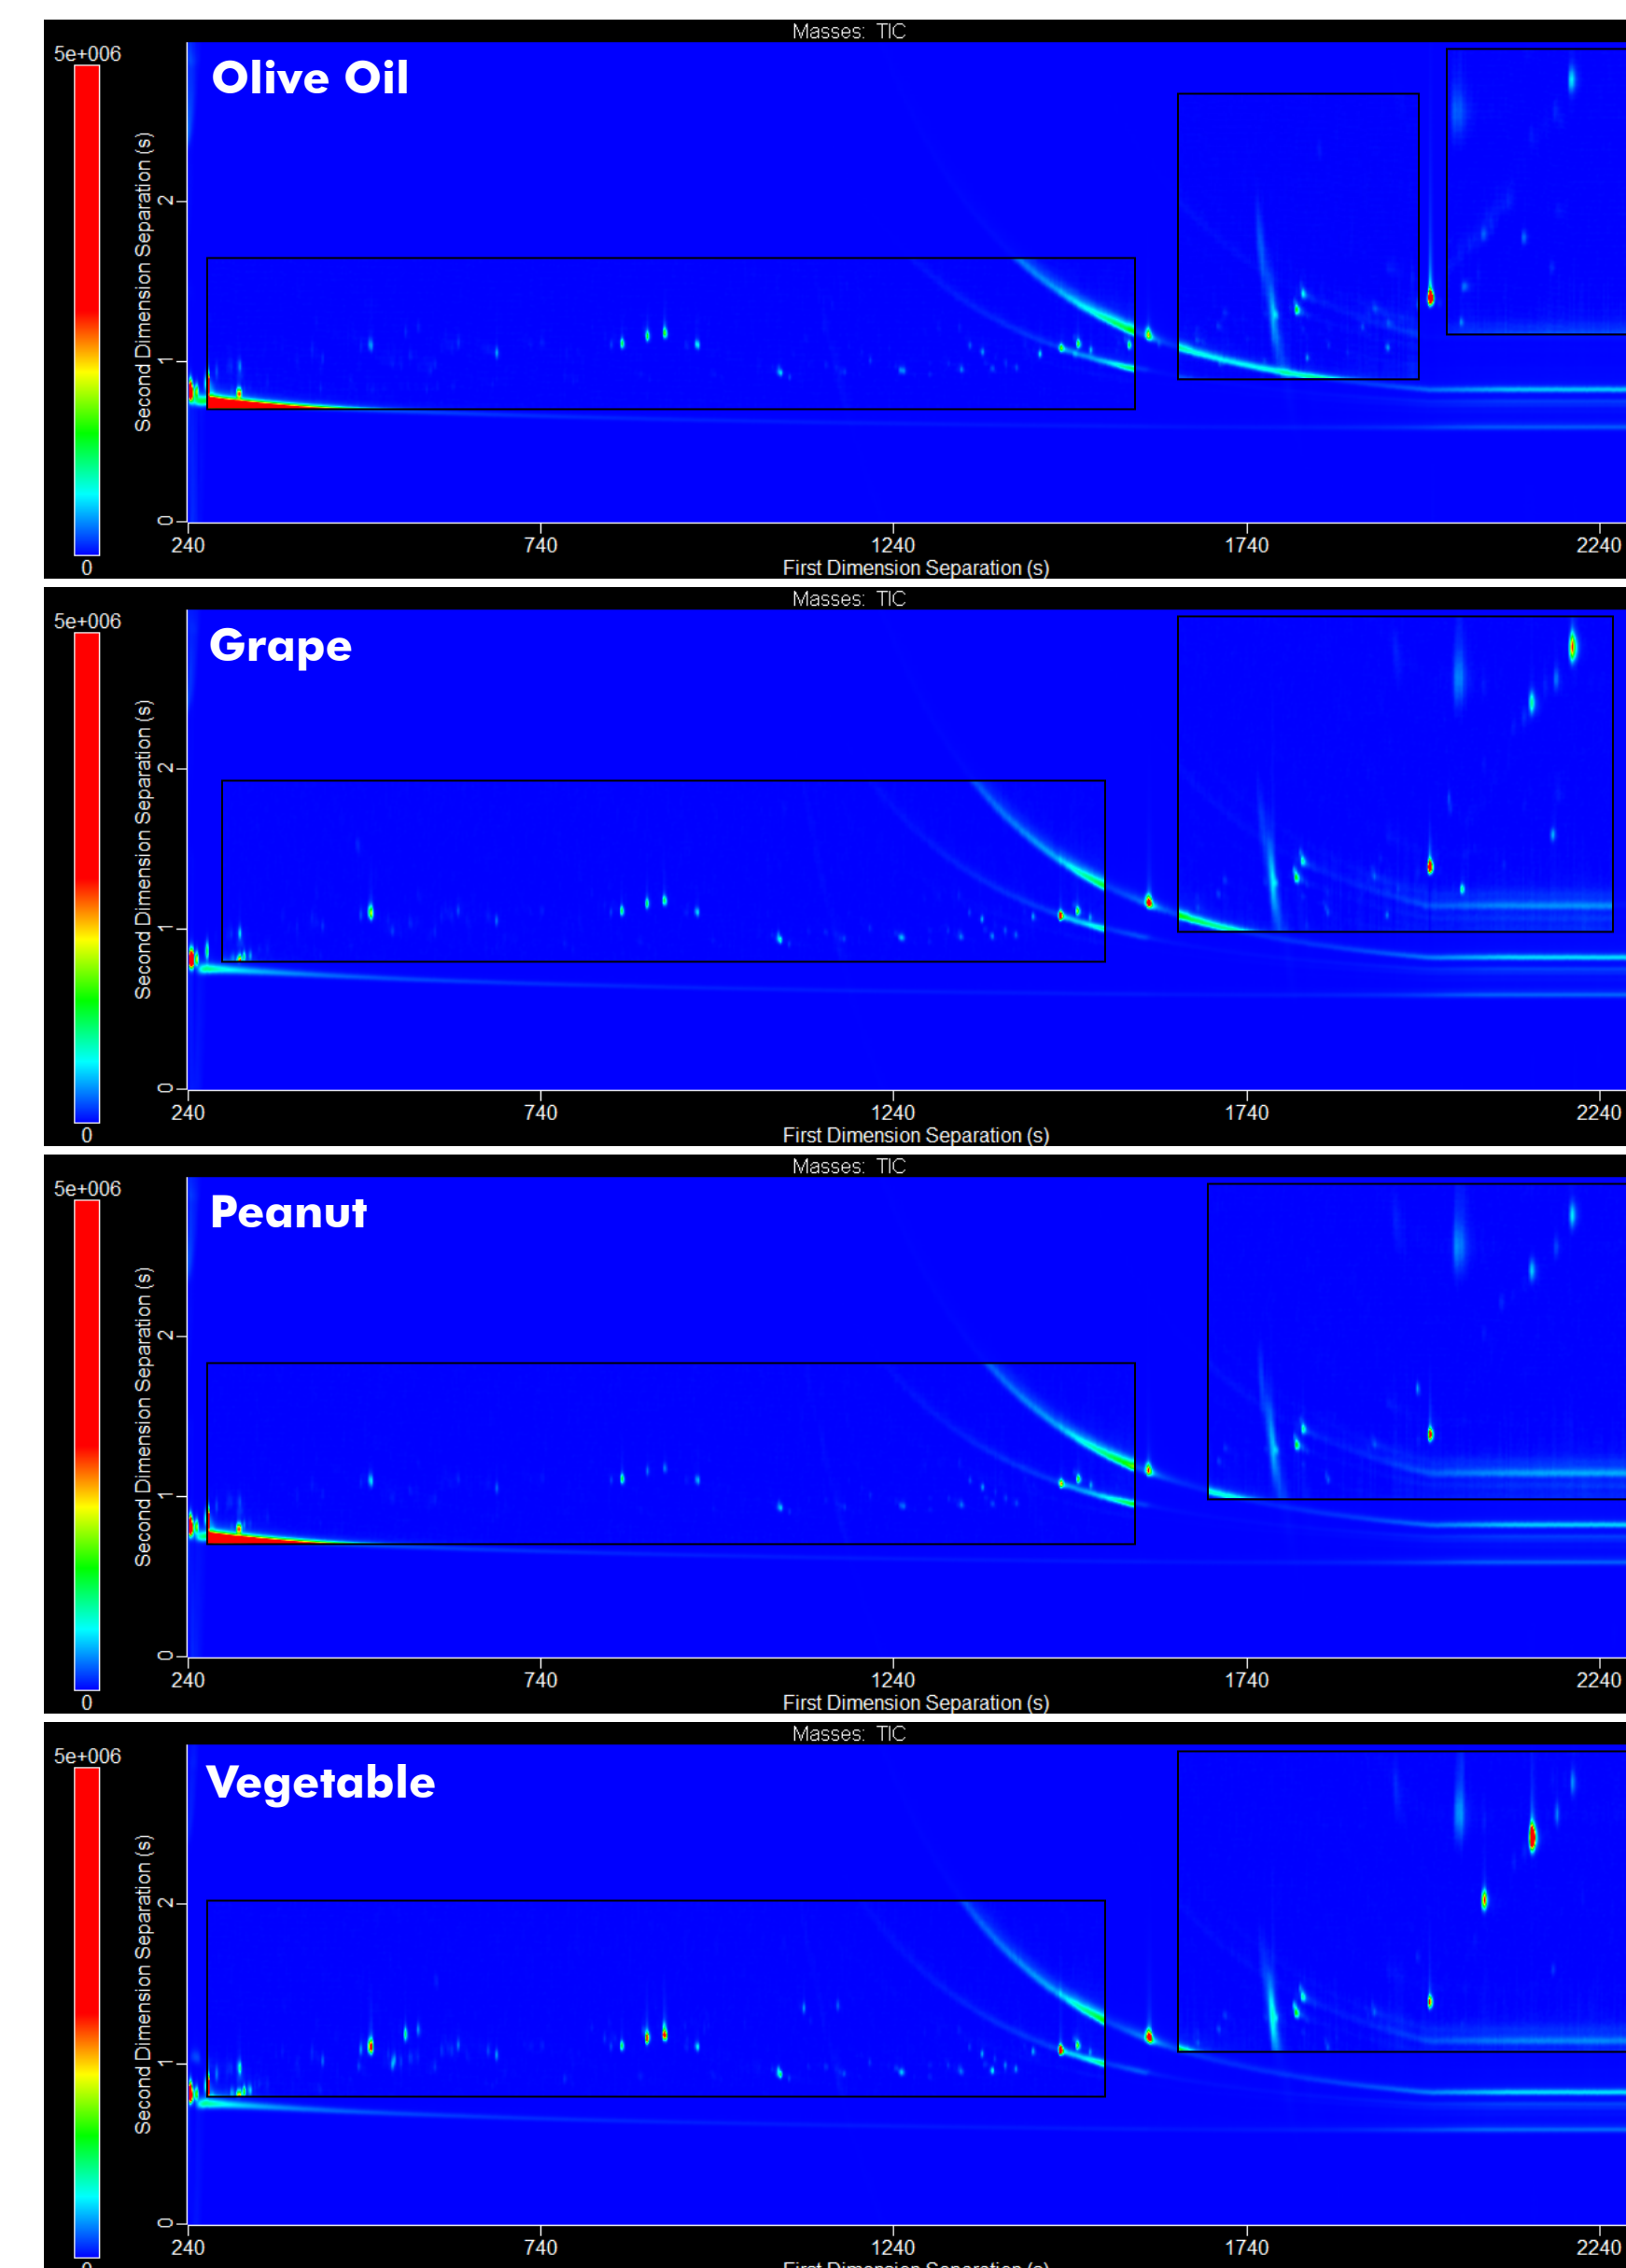 Masses: TIC
5e+006
Olive Oil
Second Dimension Separation (s)
2
1
0
0
240 740 1240 1740 2240
First Dimension Separation (s)
Masses: TIC
5e+006
Grape
Second Dimension Separation (s)
2
1
0
0
240 740 1240 1740 2240
First Dimension Separation (s)
Masses: TIC
5e+006
Peanut
Second Dimension Separation (s)
2
1
0
0
240 740 1240 1740 2240
First Dimension Separation (s)
Masses: TIC
5e+006
Vegetable
Second Dimension Separation (s)
2
1
0
0
240 740 1240 1740 2240
First Dimension Separation (s)